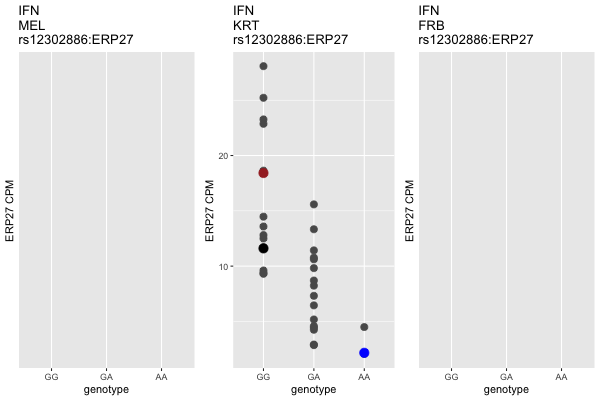 IFN
MEL
rs12302886:ERP27
ERP27 CPM
GG GA AA
genotype
IFN
KRT
rs12302886:ERP27
ERP27 CPM
20
10
GG GA AA
genotype
IFN
FRB
rs12302886:ERP27
ERP27 CPM
GG GA AA
genotype